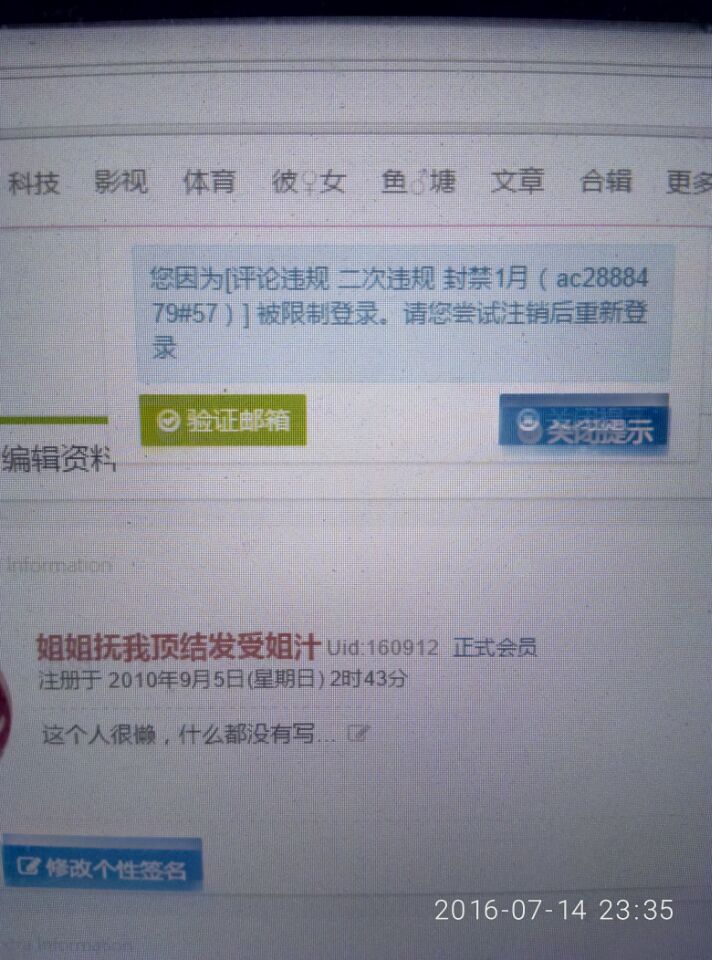 科技 影视 体育 彼♀女 鱼♂塘 文章 合辑 更多
您因为[评论违规 二次违规 封禁1月（ac28884
79#57）] 被限制登录。请您尝试注销后重新登
录
验证邮箱 关闭提示
编辑资料
Information
姐姐抚我顶结发受姐汁 Uid:160912 正式会员
注册于 2010年9月5日(星期日) 2时43分
这个人很懒，什么都没有写...
修改个性签名
2016-07-14 23:35
Information